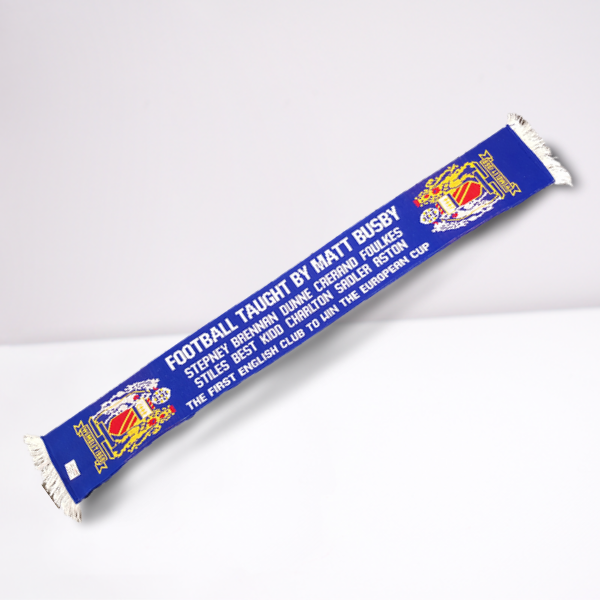 FOOTBALL TAUGHT BY MATT BUSBY
STEPNEY BRENNAN DUNNE CRERAND FOULKES
STILES BEST KIDD CHARLTON SADLER ASTON
THE FIRST ENGLISH CLUB TO WIN THE EUROPEAN CUP